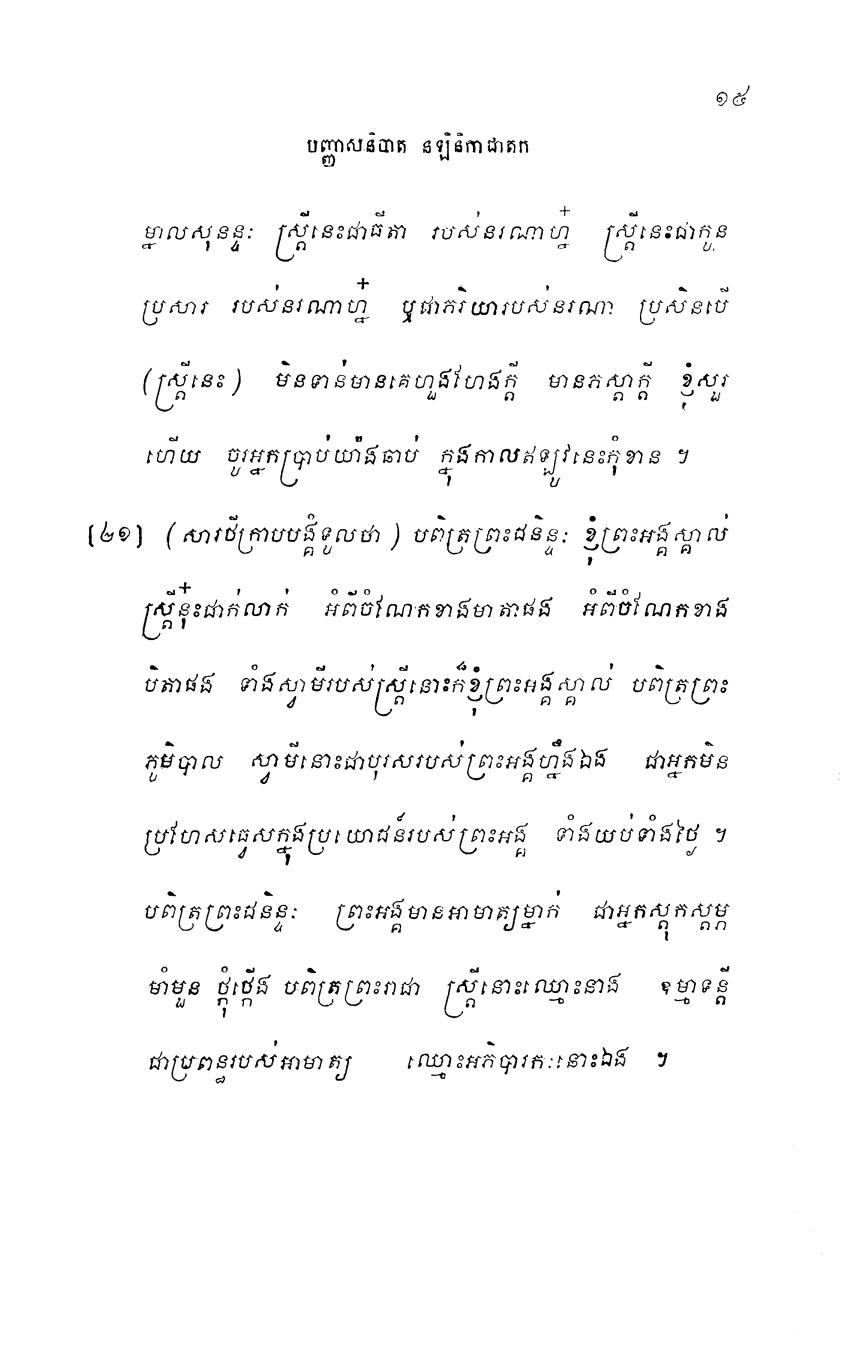 ១៥
បញ្ញាសនិបាត នឡិនិកាជាតក
ម្នាលសុនន្ទៈ ស្ត្រីនេះជាធីតា របស់នរណាហ្ន៎ ស្ត្រីនេះជាកូន
ប្រសារ របស់នរណាហ្ន៎ ឬជាភរិយារបស់នរណា ប្រសិនបើ
(ស្ត្រីនេះ) មិនទាន់មានគេហួងហែងក្តី មានភស្តាក្តី ខ្ញុំសួរ
ហើយ ចូរអ្នកប្រាប់យ៉ាងឆាប់ ក្នុងកាលឥឡូវនេះកុំខាន ។
[៤១] (សារថីក្រាបបង្គំទូលថា) បពិត្រព្រះជនិន្ទៈ ខ្ញុំព្រះអង្គស្គាល់
ស្ត្រីនុ៎ះជាក់លាក់ អំពីចំណែកខាងមាតាផង អំពីចំណែកខាង
បិតាផង ទាំងស្វាមីរបស់ស្ត្រីនោះក៏ខ្ញុំព្រះអង្គស្គាល់ បពិត្រព្រះ
ភូមិបាល ស្វាមីនោះជាបុរសរបស់ព្រះអង្គហ្នឹងឯង ជាអ្នកមិន
ប្រហែសធ្វេសក្នុងប្រយោជន៍របស់ព្រះអង្គ ទាំងយប់ទាំងថ្ងៃ ។
បពិត្រព្រះជនិន្ទៈ ព្រះអង្គមានអាមាត្យម្នាក់ ជាអ្នកស្តុកស្តម្ភ
មាំមួន ថ្កុំថ្កើង បពិត្រព្រះរាជា ស្ត្រីនោះឈ្មោះនាង ឧម្មាទន្តី
ជាប្រពន្ធរបស់អាមាត្យ ឈ្មោះអភិបារកៈនោះឯង ។